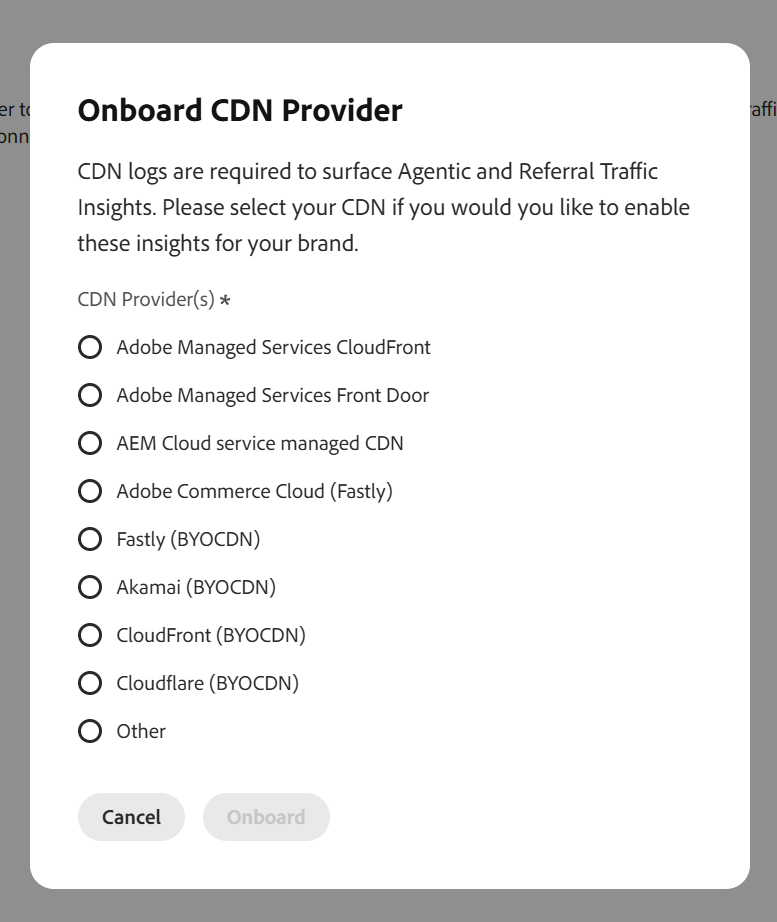 Onboard CDN Provider
er to
raffi
onn
CDN logs are required to surface Agentic and Referral Traffic
Insights. Please select your CDN if you would you like to enable
these insights for your brand.
CDN Provider(s) *
Adobe Managed Services CloudFront
Adobe Managed Services Front Door
AEM Cloud service managed CDN
Adobe Commerce Cloud (Fastly)
Fastly (BYOCDN)
Akamai (BYOCDN)
CloudFront (BYOCDN)
Cloudflare (BYOCDN)
Other
Cancel Onboard